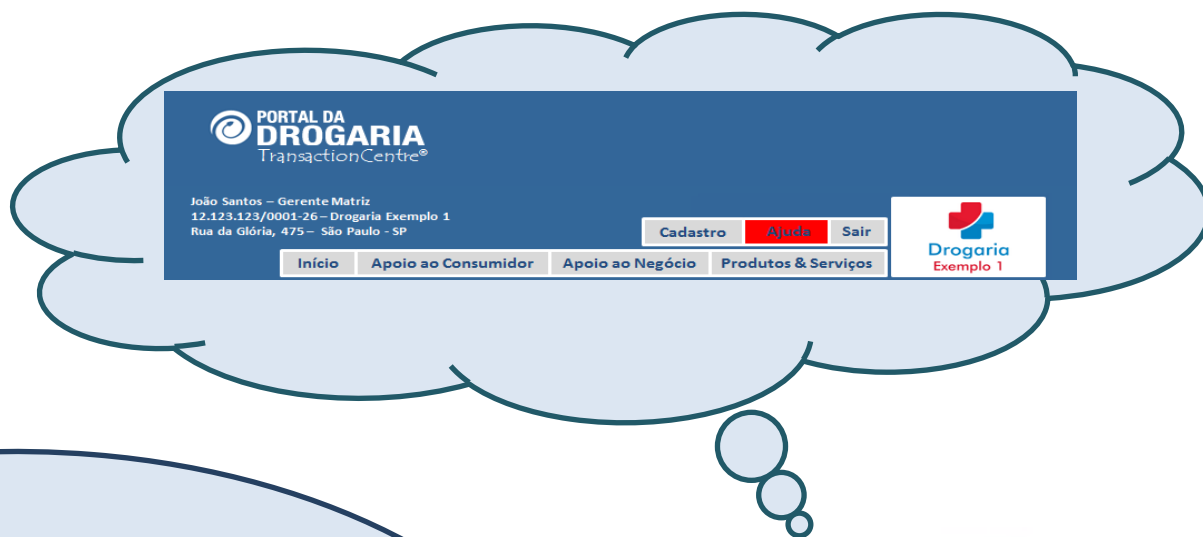 PORTAL DA
DROGARIA
TransactionCentre®
João Santos – Gerente Matriz
12.123.123/0001-26 – Drogaria Exemplo 1
Rua da Glória, 475 – São Paulo - SP
Cadastro Ajuda Sair
Início Apoio ao Consumidor Apoio ao Negócio Produtos & Serviços
Drogaria
Exemplo 1